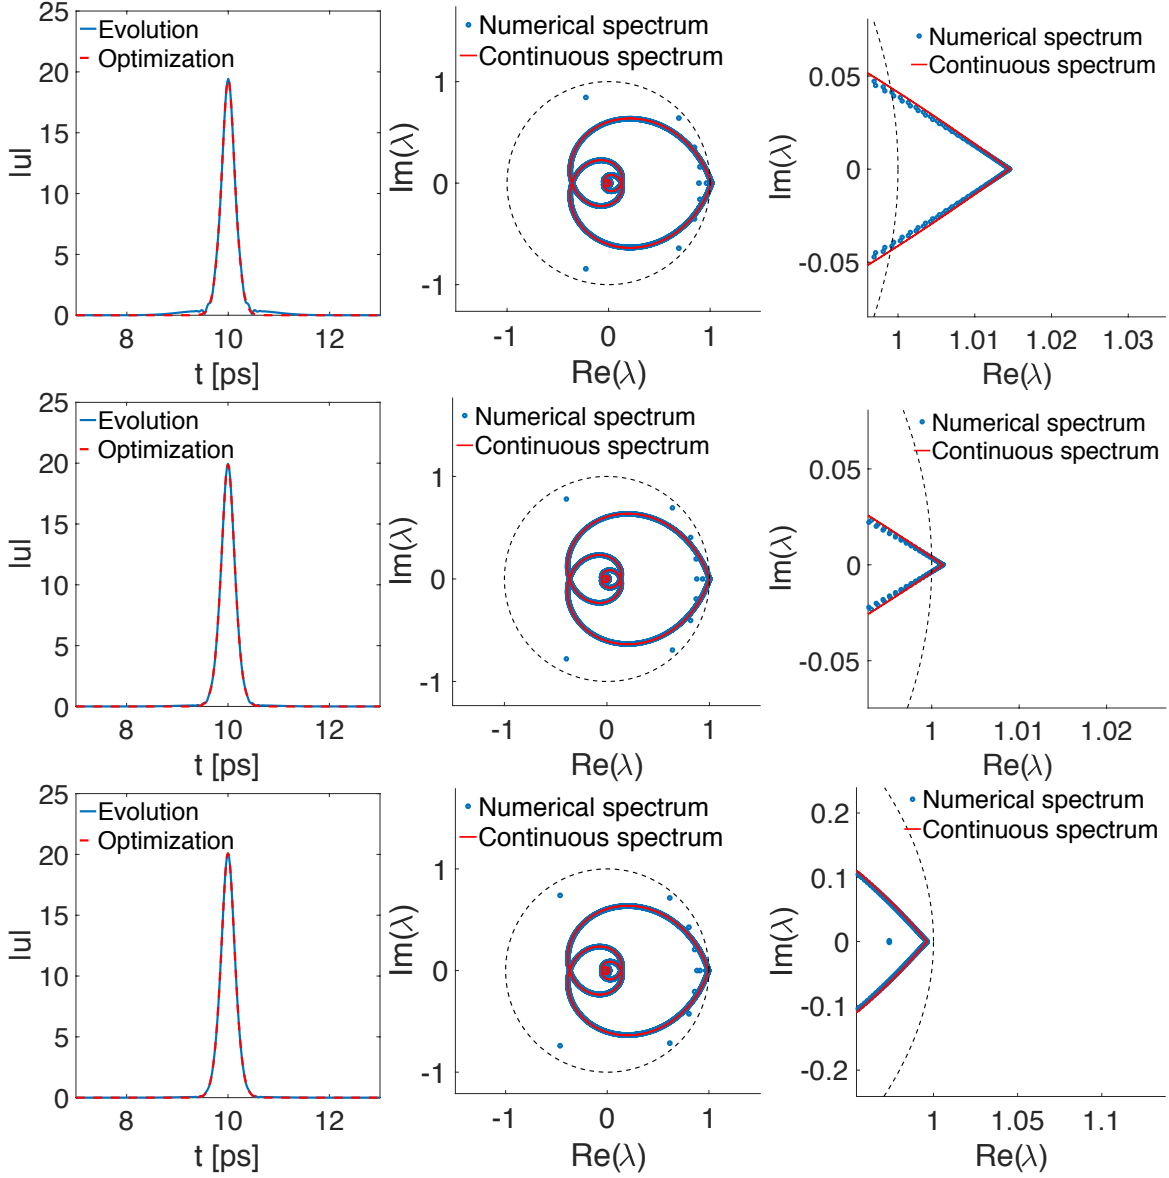 25
20
15
10
5
0
|u|
Evolution
Optimization
8
10
12
t [ps]
Numerical spectrum
Continuous spectrum
1
0
-1
Im(λ)
-1
0
1
Re(λ)
Numerical spectrum
Continuous spectrum
0.05
0
-0.05
Im(λ)
1
1.01
1.02
1.03
Re(λ)
25
20
15
10
5
0
|u|
Evolution
Optimization
8
10
12
t [ps]
Numerical spectrum
Continuous spectrum
1
0
-1
Im(λ)
-1
0
1
Re(λ)
Numerical spectrum
Continuous spectrum
0.05
0
-0.05
Im(λ)
1
1.01
1.02
Re(λ)
25
20
15
10
5
0
|u|
Evolution
Optimization
8
10
12
t [ps]
Numerical spectrum
Continuous spectrum
1
0
-1
Im(λ)
-1
0
1
Re(λ)
Numerical spectrum
Continuous spectrum
0.2
0.1
0
-0.1
-0.2
Im(λ)
1
1.05
1.1
Re(λ)